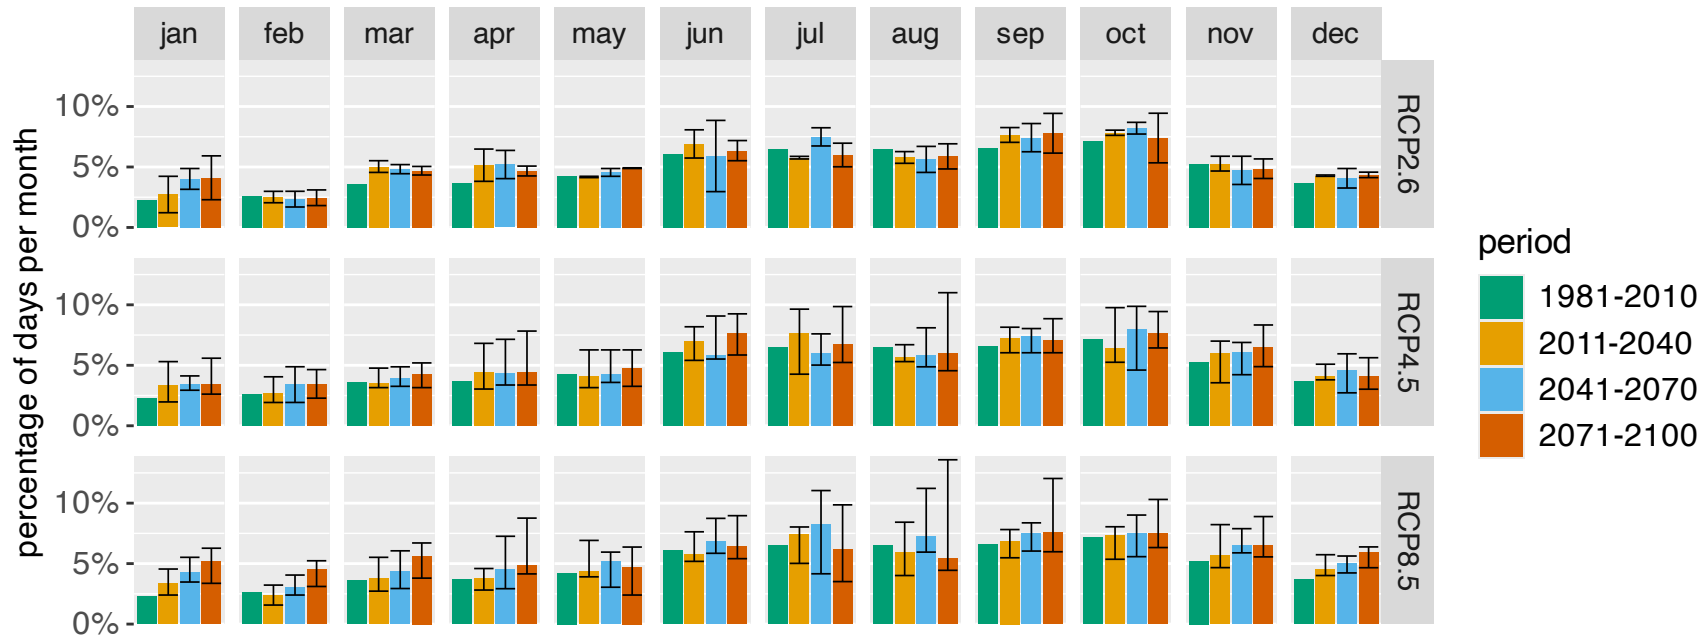 jan feb mar apr may jun jul aug sep oct nov dec
percentage of days per month
10%
5%
0%
RCP2.6
10%
5%
0%
RCP4.5
10%
5%
0%
RCP8.5
period
1981-2010
2011-2040
2041-2070
2071-2100